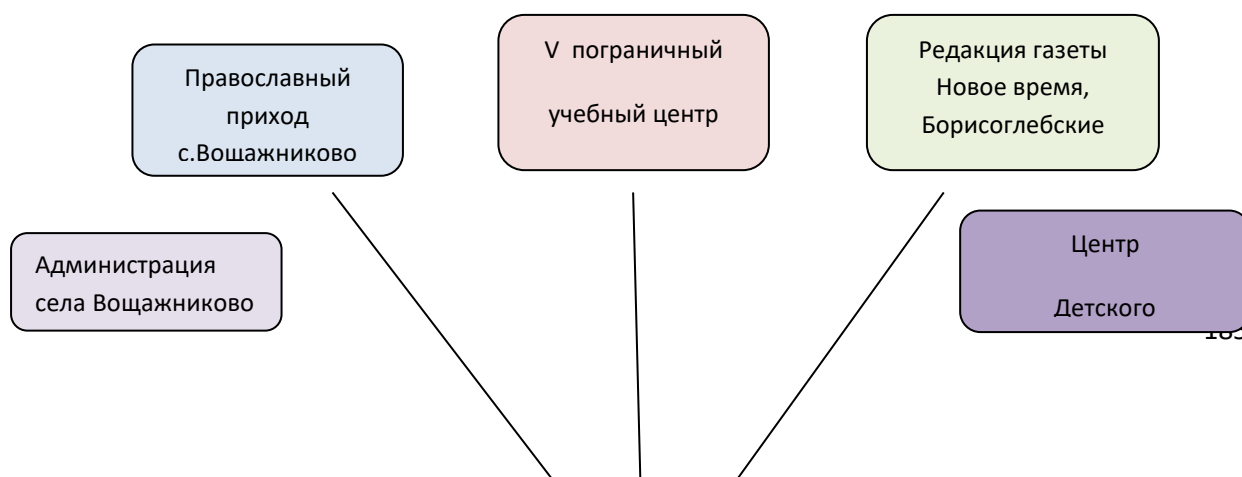 Православный
приход
с.Вощажниково
V пограничный
учебный центр
Редакция газеты
Новое время,
Борисоглебские
Администрация
села Вощажниково
Центр
Детского